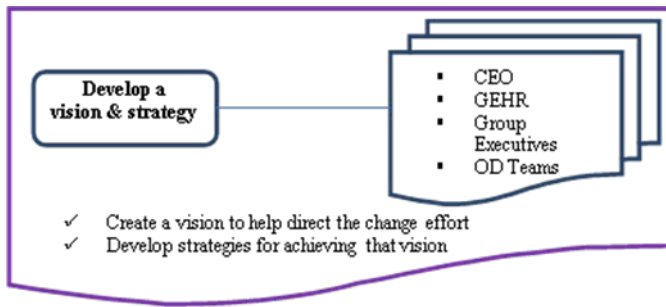 Develop a
vision & strategy
▪ CEO
▪ GEHR
▪ Group
Executives
▪ OD Teams
✓ Create a vision to help direct the change effort
✓ Develop strategies for achieving that vision